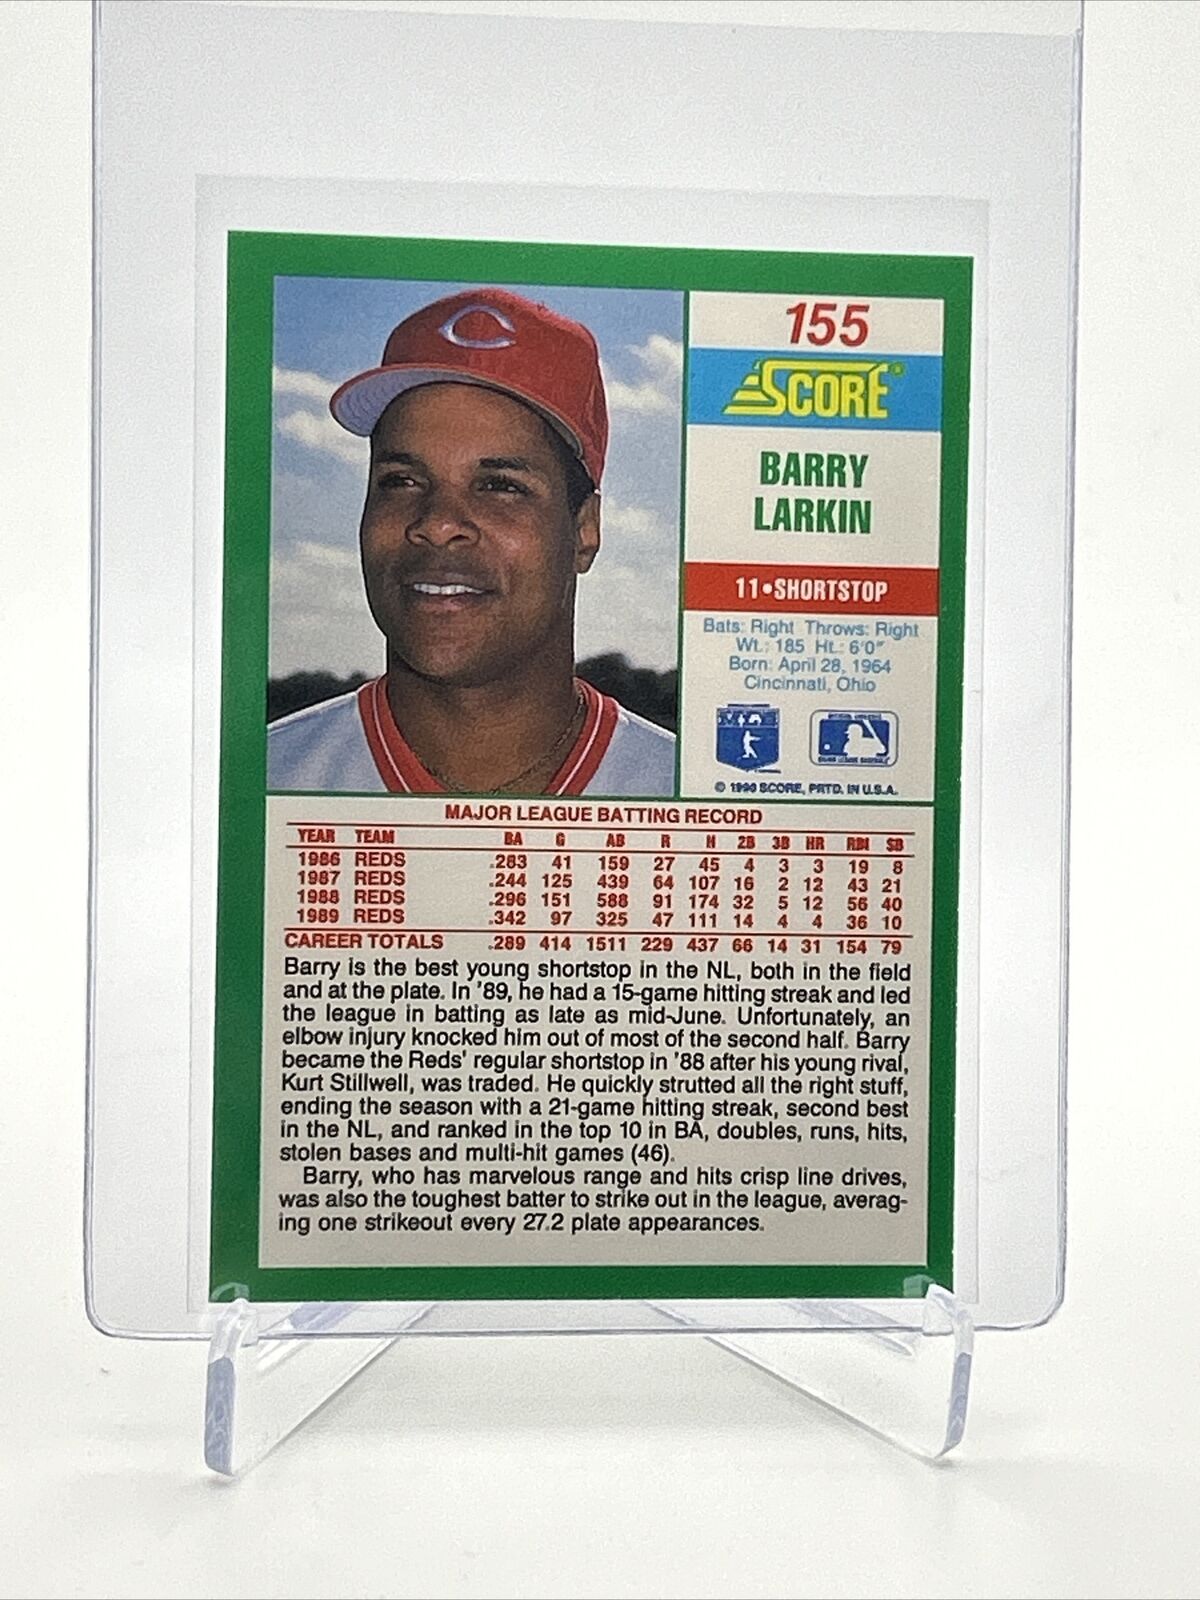 155
SCORE®
BARRY
LARKIN
11•SHORTSTOP
Bats: Right Throws: Right
Wt.: 185 Ht.: 6'0"
Born: April 28, 1964
Cincinnati, Ohio
© 1990 SCORE, PRTD. IN U.S.A.
MAJOR LEAGUE BATTING RECORD
YEAR TEAM BA G AB R H 2B 3B HR RBI SB
1986 REDS .283 41 159 27 45 4 3 3 19 8
1987 REDS .244 125 439 64 107 16 2 12 43 21
1988 REDS .296 151 588 91 174 32 5 12 56 40
1989 REDS .342 97 325 47 111 14 4 4 36 10
CAREER TOTALS .289 414 1511 229 437 66 14 31 154 79
Barry is the best young shortstop in the NL, both in the field
and at the plate. In '89, he had a 15-game hitting streak and led
the league in batting as late as mid-June. Unfortunately, an
elbow injury knocked him out of most of the second half. Barry
became the Reds' regular shortstop in '88 after his young rival,
Kurt Stillwell, was traded. He quickly strutted all the right stuff,
ending the season with a 21-game hitting streak, second best
in the NL, and ranked in the top 10 in BA, doubles, runs, hits,
stolen bases and multi-hit games (46).
Barry, who has marvelous range and hits crisp line drives,
was also the toughest batter to strike out in the league, averag-
ing one strikeout every 27.2 plate appearances.